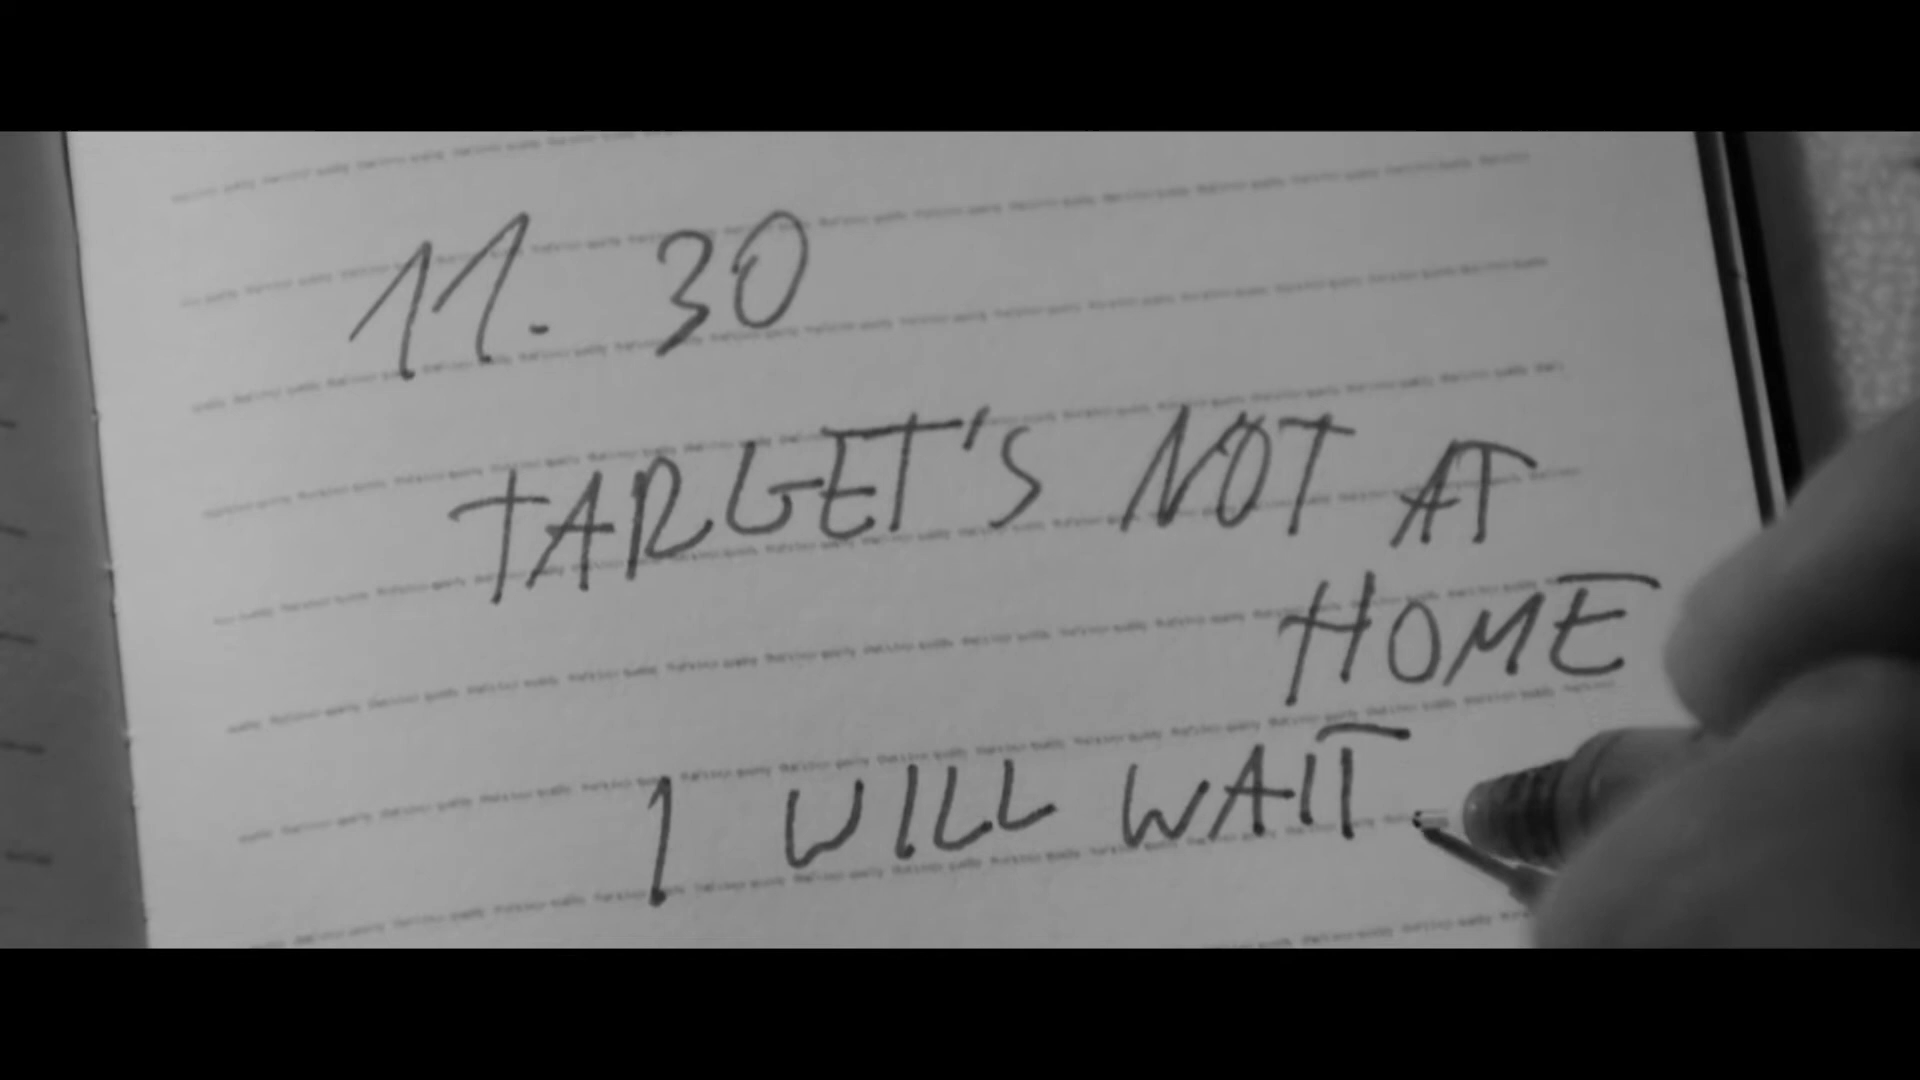 11. 30
TARGET'S NOT AT
HOME
I WILL WAIT.